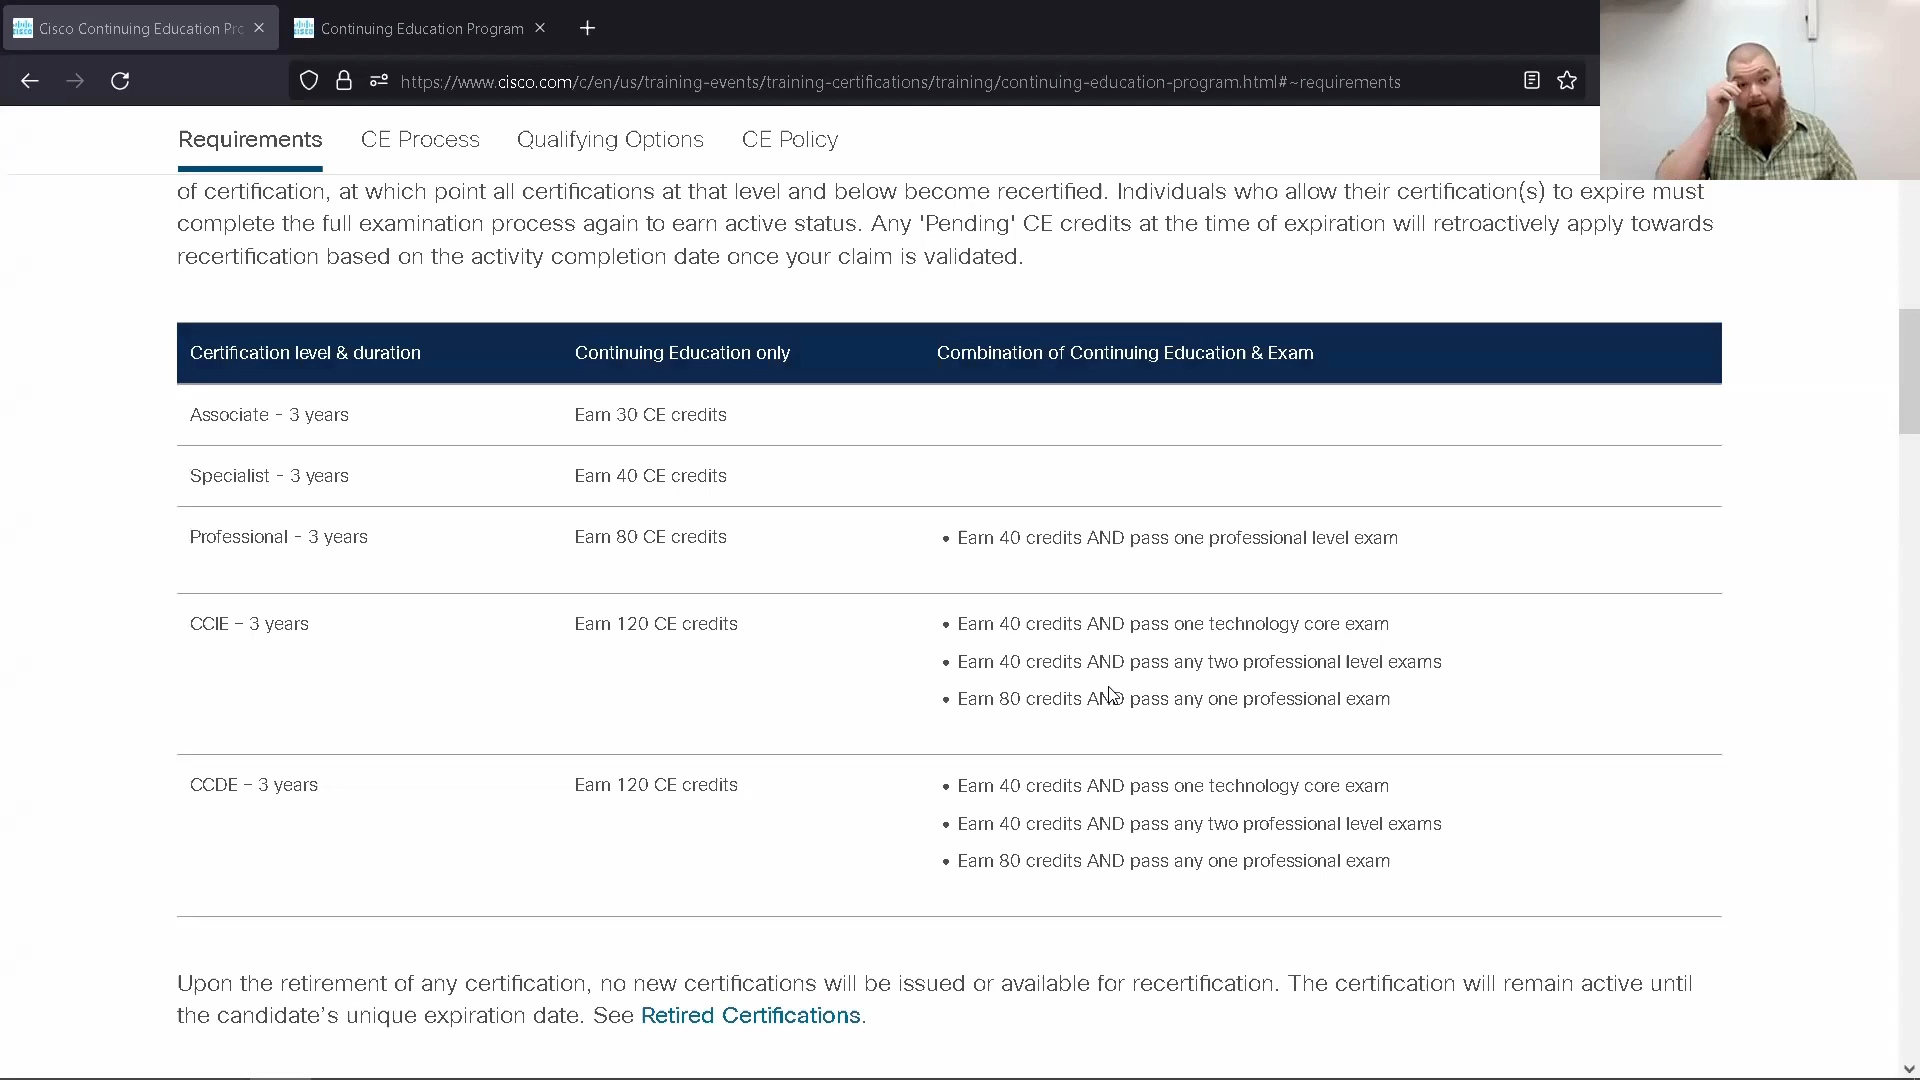 Cisco Continuing Education Pro
Continuing Education Program
https://www.cisco.com/c/en/us/training-events/training-certifications/training/continuing-education-program.html#~requirements
Requirements CE Process Qualifying Options CE Policy
of certification, at which point all certifications at that level and below become recertified. Individuals who allow their certification(s) to expire must
complete the full examination process again to earn active status. Any 'Pending' CE credits at the time of expiration will retroactively apply towards
recertification based on the activity completion date once your claim is validated.
Certification level & duration Continuing Education only Combination of Continuing Education & Exam
Associate - 3 years Earn 30 CE credits
Specialist - 3 years Earn 40 CE credits
Professional - 3 years Earn 80 CE credits • Earn 40 credits AND pass one professional level exam
CCIE – 3 years Earn 120 CE credits • Earn 40 credits AND pass one technology core exam
• Earn 40 credits AND pass any two professional level exams
• Earn 80 credits AND pass any one professional exam
CCDE – 3 years Earn 120 CE credits • Earn 40 credits AND pass one technology core exam
• Earn 40 credits AND pass any two professional level exams
• Earn 80 credits AND pass any one professional exam
Upon the retirement of any certification, no new certifications will be issued or available for recertification. The certification will remain active until
the candidate’s unique expiration date. See Retired Certifications.